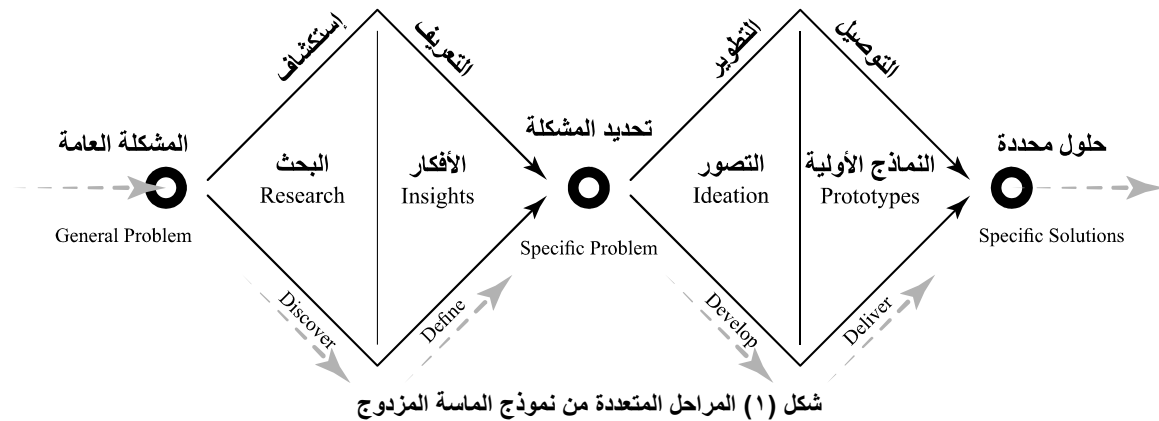 إستكشاف
التعريف
التطوير
التوصيل
المشكلة العامة
تحديد المشكلة
حلول محددة
البحث
Research
الأفكار
Insights
التصور
Ideation
النماذج الأولية
Prototypes
General Problem
Specific Problem
Specific Solutions
Discover
Define
Develop
Deliver
شكل (١) المراحل المتعددة من نموذج الماسة المزدوج